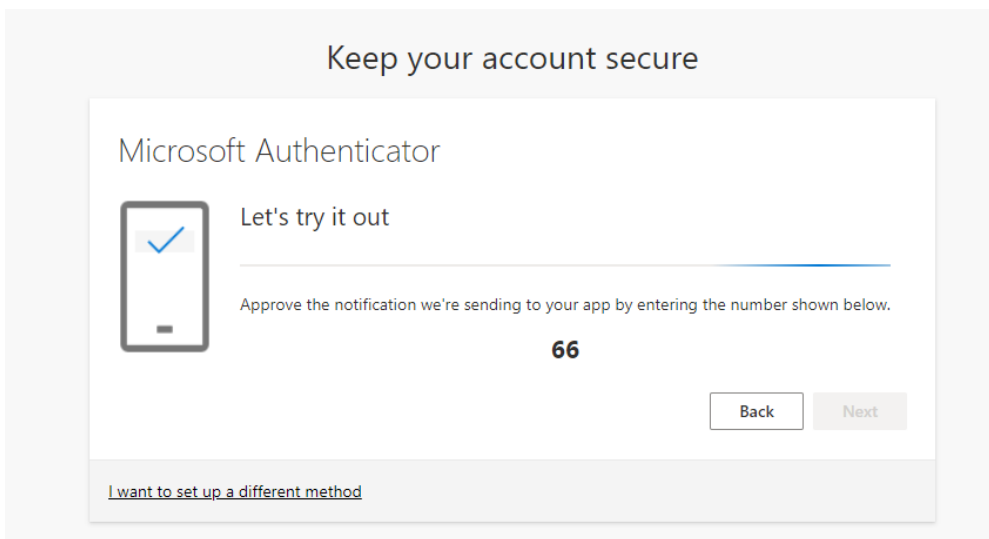 Keep your account secure
Microsoft Authenticator
Let's try it out
Approve the notification we're sending to your app by entering the number shown below.
66
Back
Next
I want to set up a different method